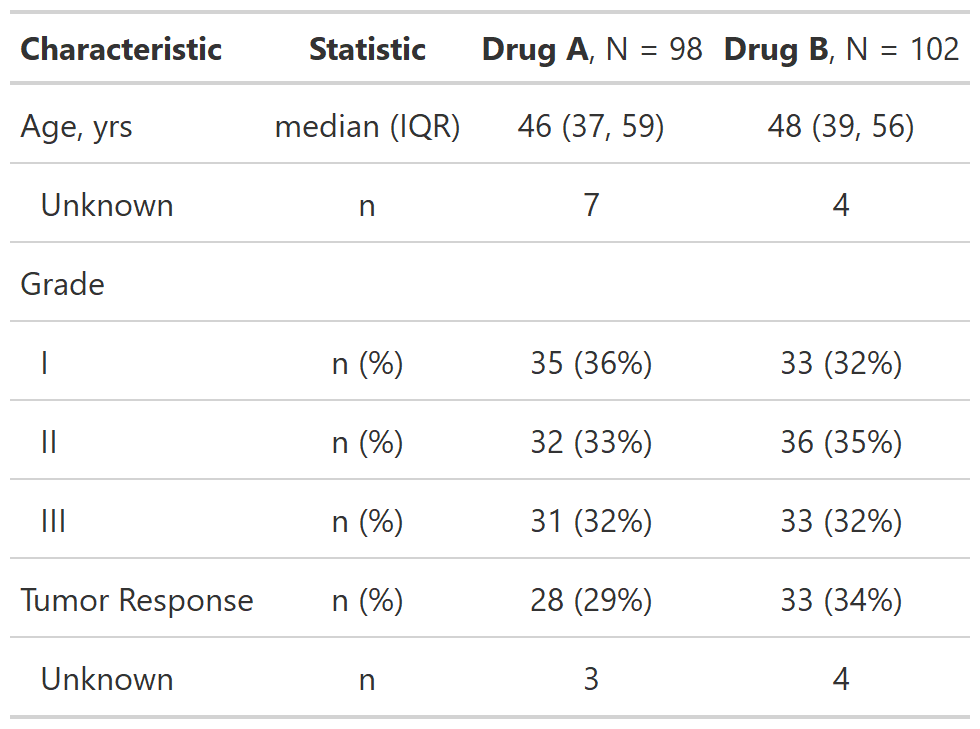 Characteristic Statistic Drug A, N = 98 Drug B, N = 102
Age, yrs median (IQR) 46 (37, 59) 48 (39, 56)
Unknown n 7 4
Grade
I n (%) 35 (36%) 33 (32%)
II n (%) 32 (33%) 36 (35%)
III n (%) 31 (32%) 33 (32%)
Tumor Response n (%) 28 (29%) 33 (34%)
Unknown n 3 4